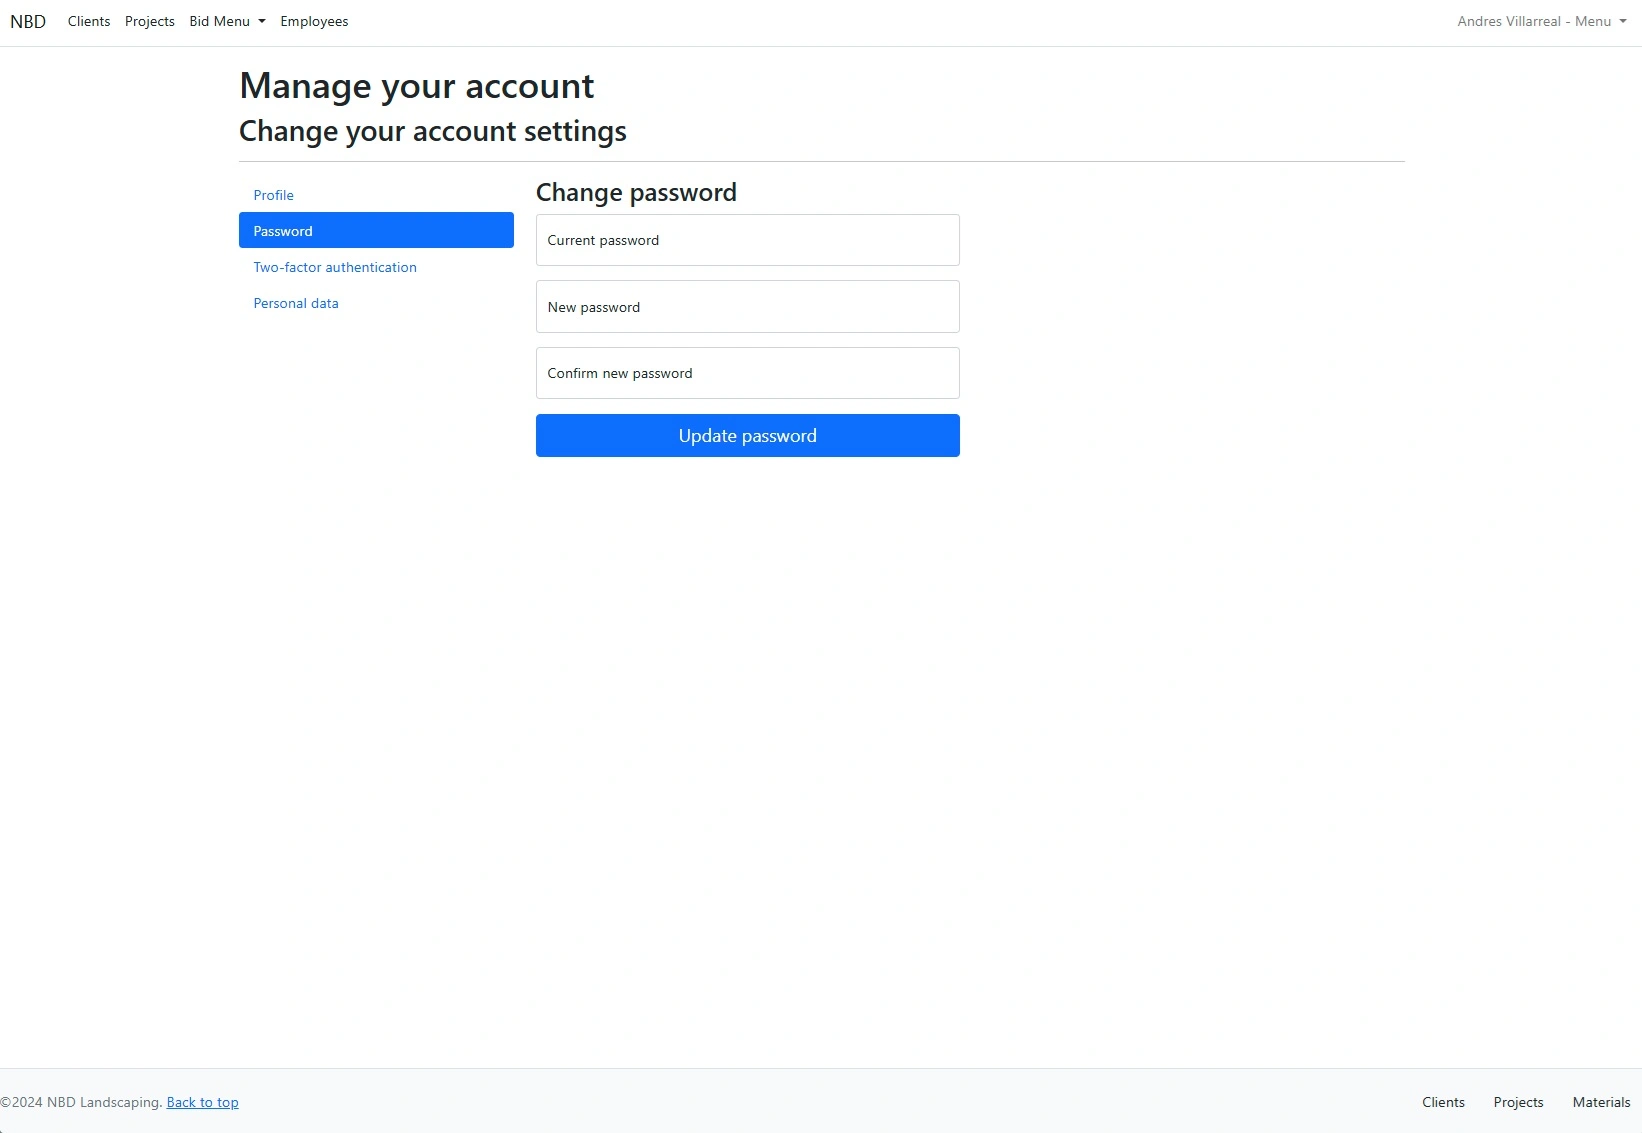 NBD Clients Projects Bid Menu Employees Andres Villarreal - Menu
Manage your account
Change your account settings
Profile
Password
Two-factor authentication
Personal data
Change password
Current password
New password
Confirm new password
Update password
©2024 NBD Landscaping. Back to top Clients Projects Materials